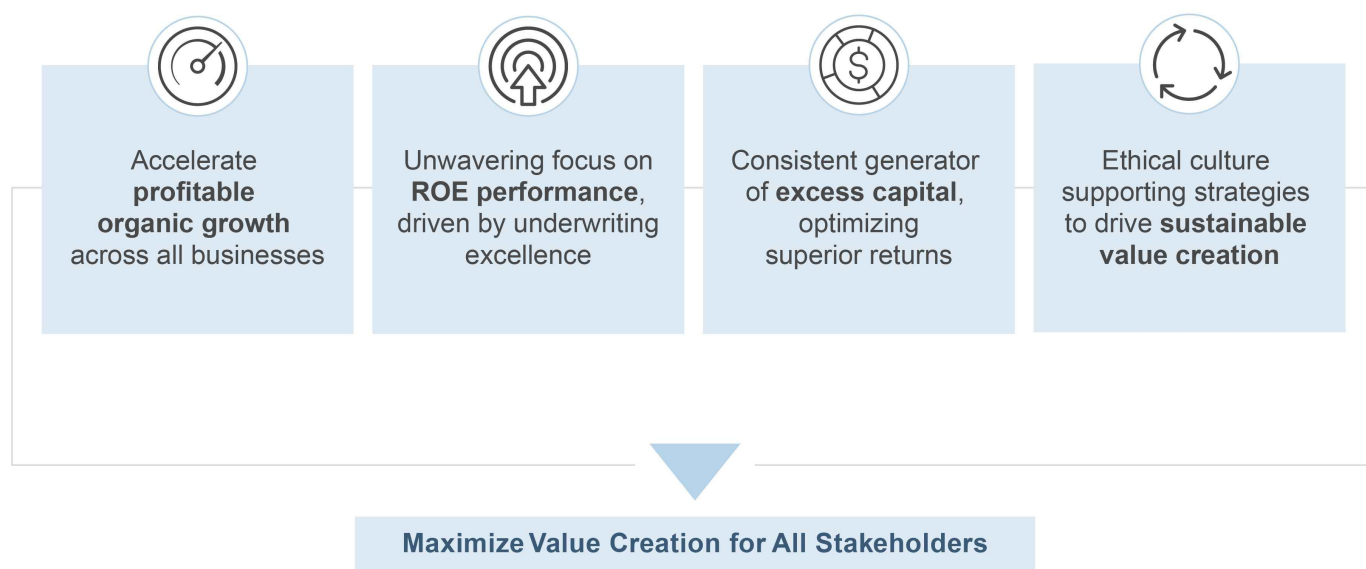 Accelerate
profitable
organic growth
across all businesses
Unwavering focus on
ROE performance,
driven by underwriting
excellence
Consistent generator
of excess capital,
optimizing
superior returns
Ethical culture
supporting strategies
to drive sustainable
value creation
$
Maximize Value Creation for All Stakeholders